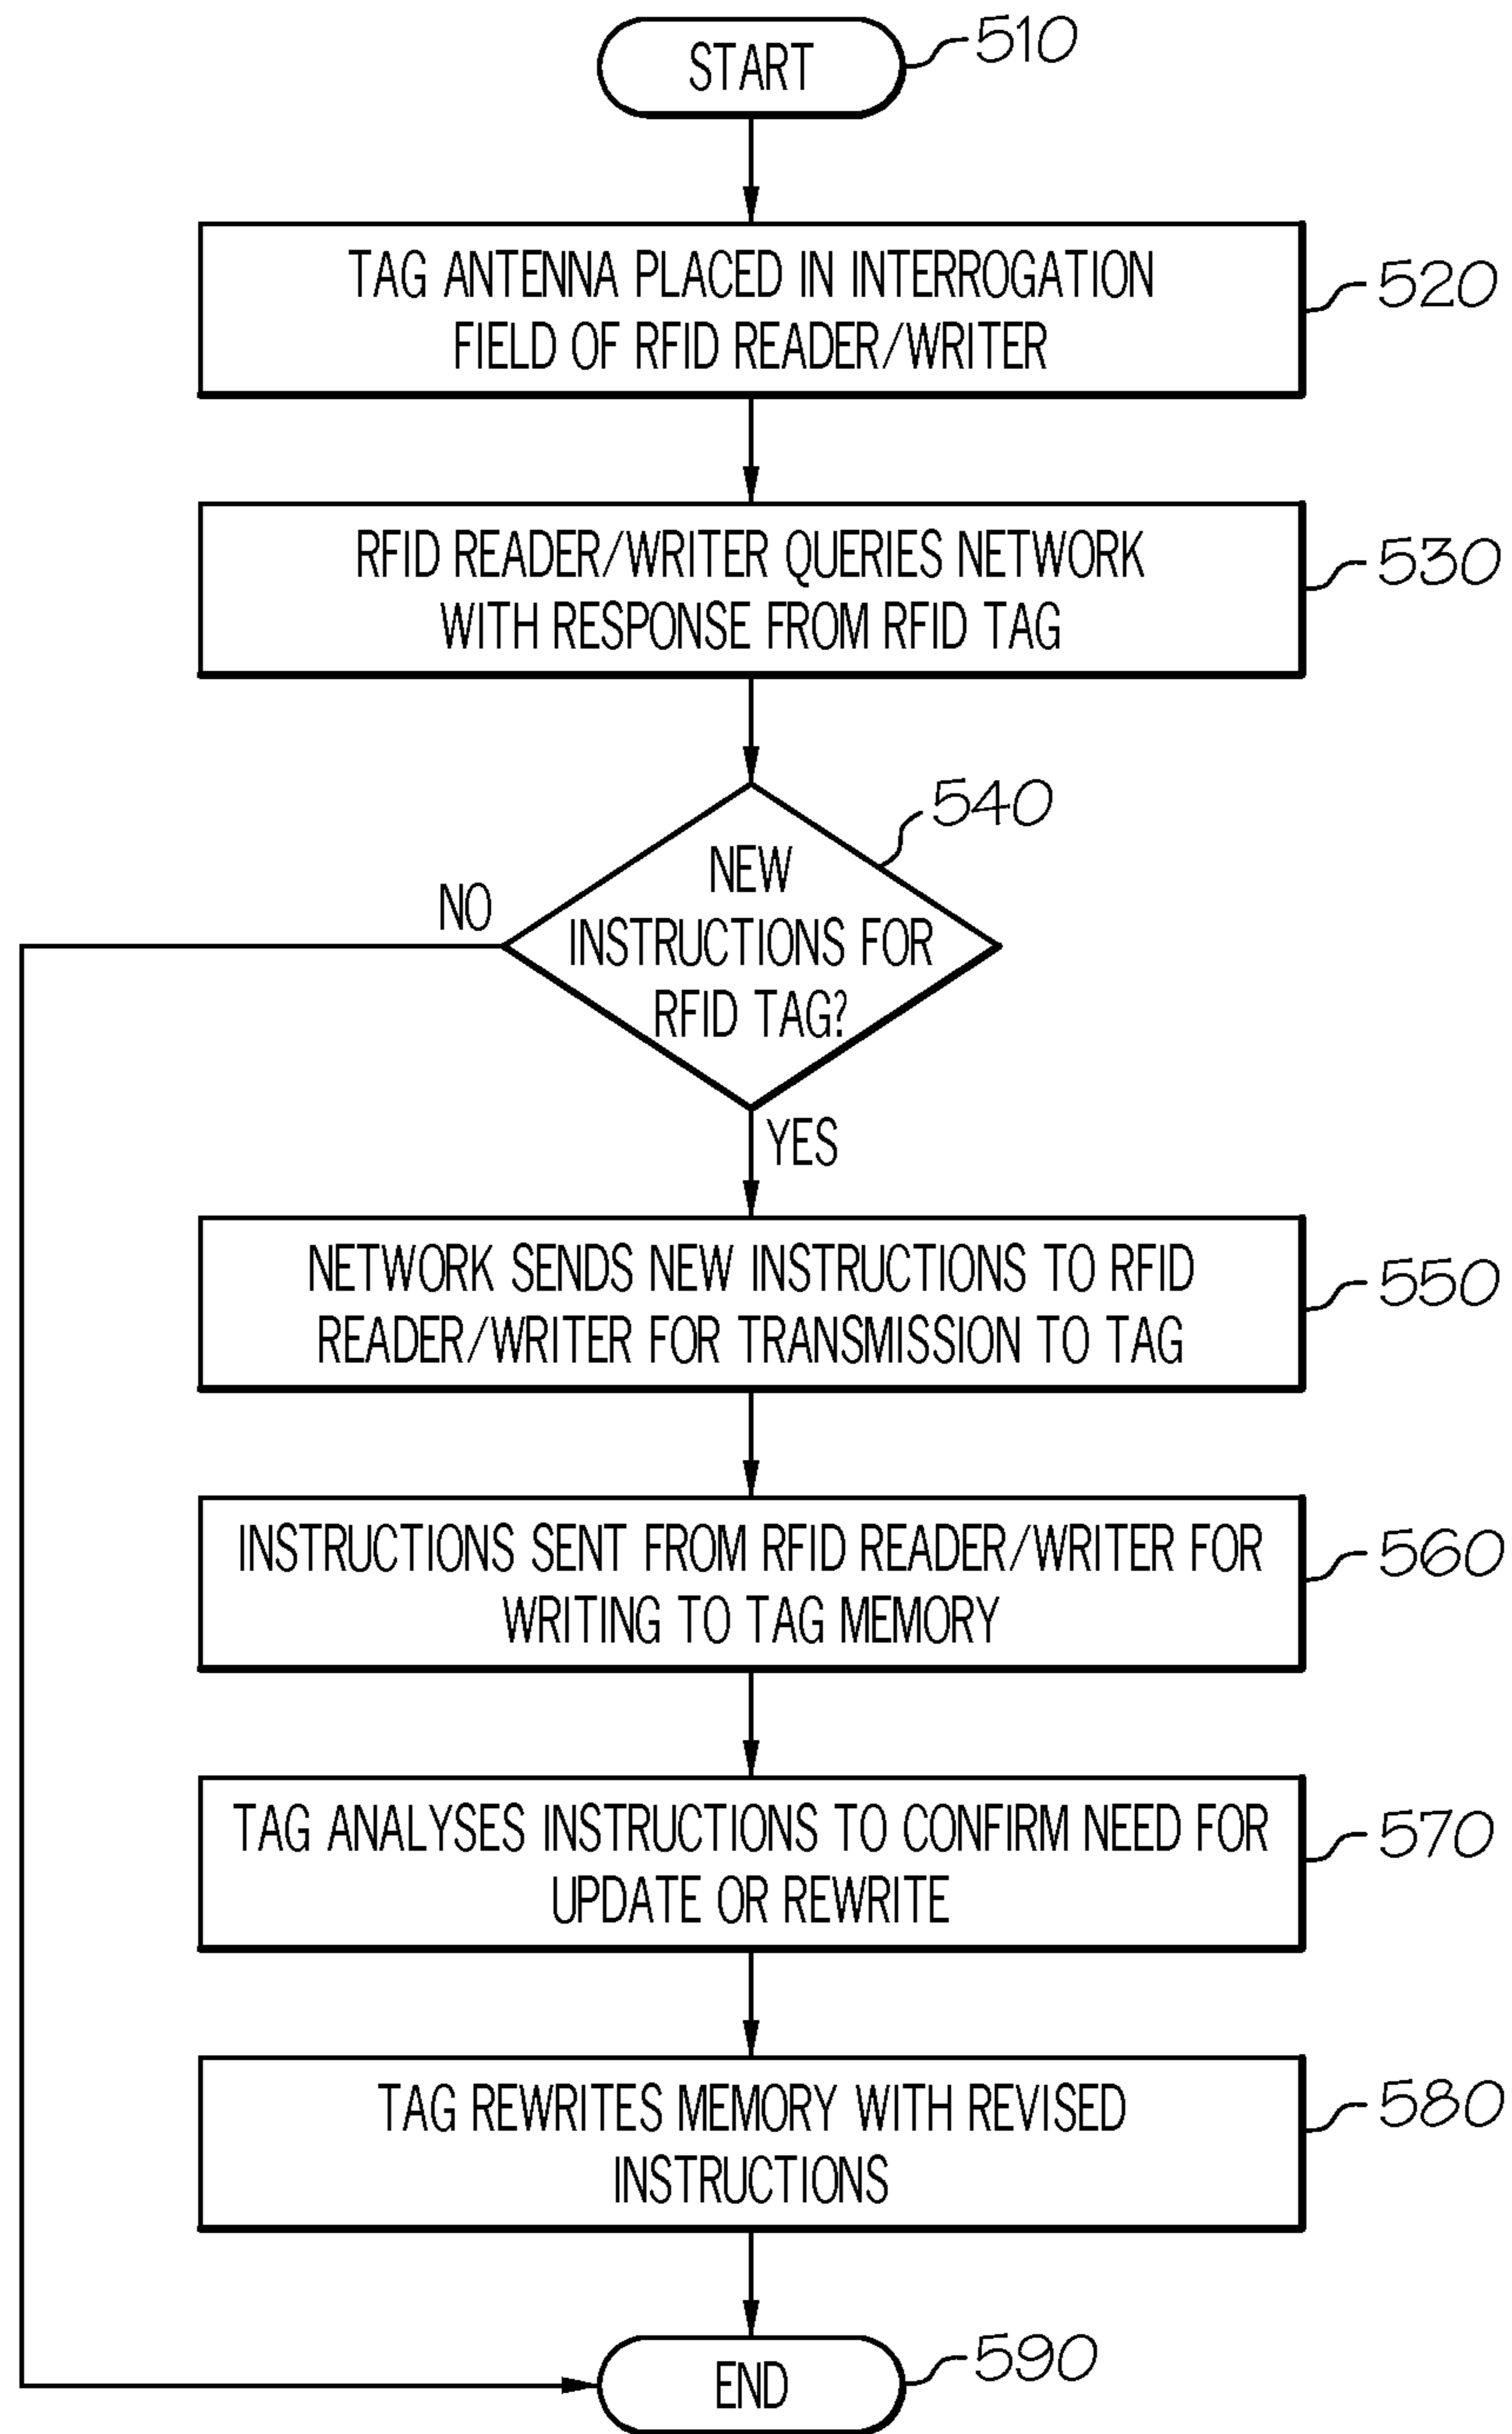 START
510
TAG ANTENNA PLACED IN INTERROGATION
FIELD OF RFID READER/WRITER
520
RFID READER/WRITER QUERIES NETWORK
WITH RESPONSE FROM RFID TAG
530
540
NEW
INSTRUCTIONS FOR
RFID TAG?
NO
YES
NETWORK SENDS NEW INSTRUCTIONS TO RFID
READER/WRITER FOR TRANSMISSION TO TAG
550
INSTRUCTIONS SENT FROM RFID READER/WRITER FOR
WRITING TO TAG MEMORY
560
TAG ANALYSES INSTRUCTIONS TO CONFIRM NEED FOR
UPDATE OR REWRITE
570
TAG REWRITES MEMORY WITH REVISED
INSTRUCTIONS
580
END
590